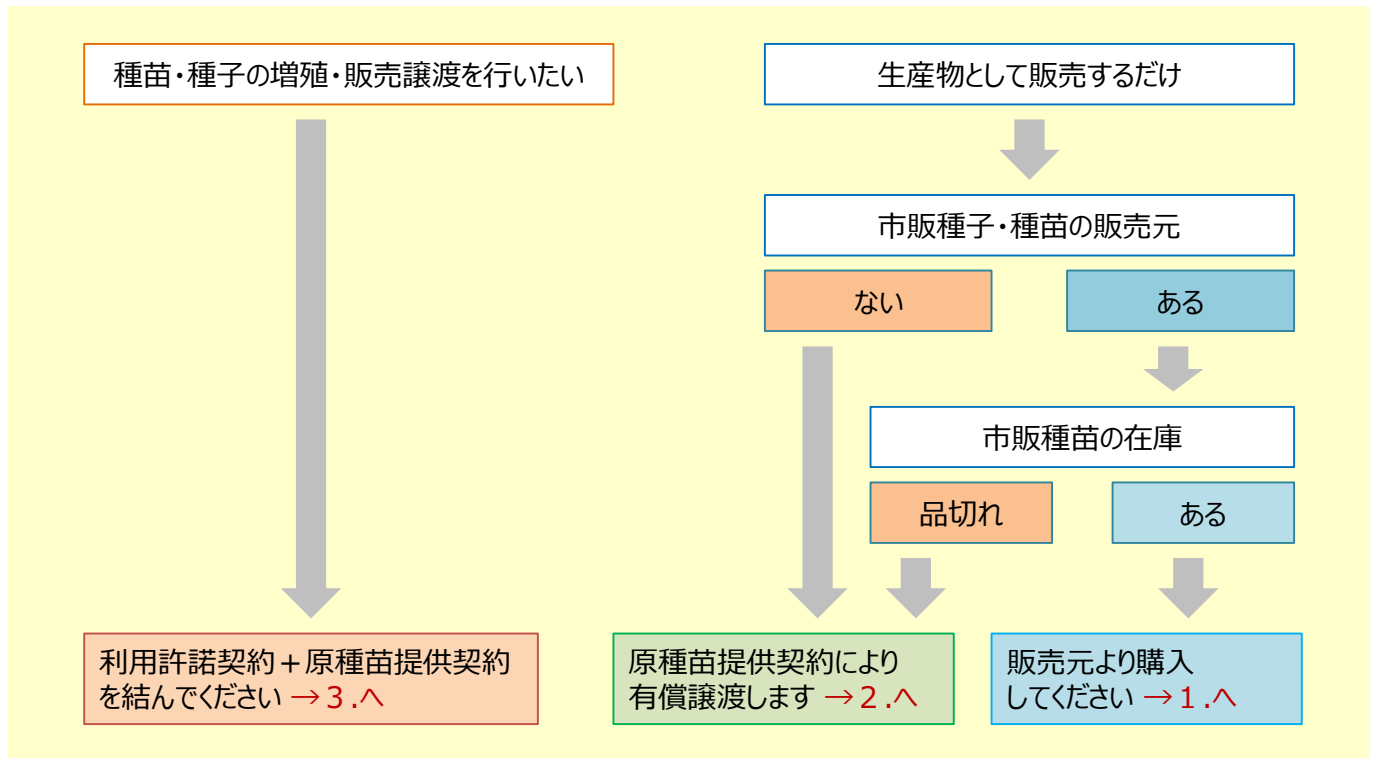 種苗・種子の増殖・販売譲渡を行いたい
生産物として販売するだけ
市販種子・種苗の販売元
ない
ある
市販種苗の在庫
品切れ
ある
利用許諾契約＋原種苗提供契約
を結んでください →３.へ
原種苗提供契約により
有償譲渡します →２.へ
販売元より購入
してください →１.へ